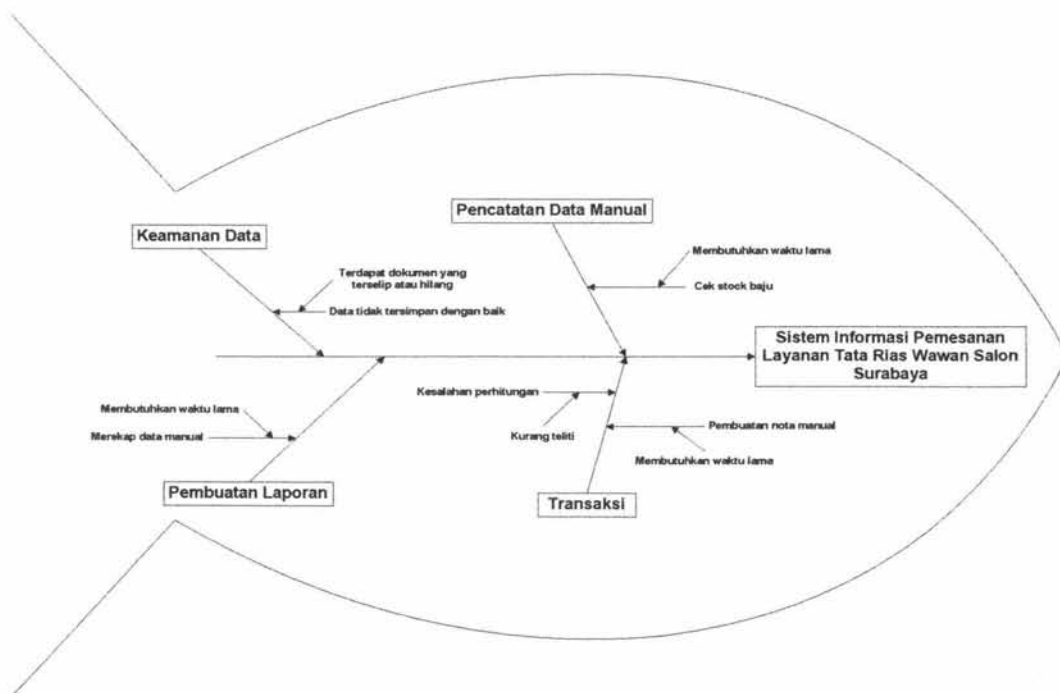 Pencatatan Data Manual
Keamanan Data
Membutuhkan waktu lama
Terdapat dokumen yang
terselip atau hilang
Cek stock baju
Data tidak tersimpan dengan baik
Sistem Informasi Pemesanan
Layanan Tata Rias Wawan Salon
Surabaya
Kesalahan perhitungan
Membutuhkan waktu lama
Merekap data manual
Kurang teliti
Pembuatan nota manual
Membutuhkan waktu lama
Pembuatan Laporan
Transaksi